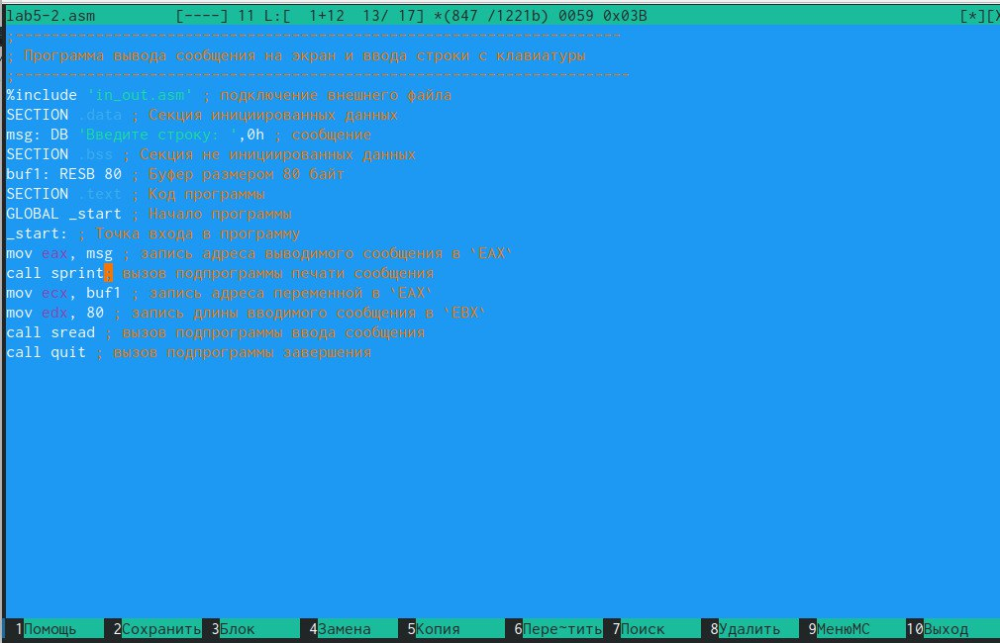 lab5-2.asm [----] 11 L:[ 1+12 13/ 17] *(847 /1221b) 0059 0x03B [*][X
;--------------------------------------------------------------------
; Программа вывода сообщения на экран и ввода строки с клавиатуры
;---------------------------------------------------------------------
%include 'in_out.asm' ; подключение внешнего файла
SECTION .data ; Секция инициированных данных
msg: DB 'Введите строку: ',0h ; сообщение
SECTION .bss ; Секция не инициированных данных
buf1: RESB 80 ; Буфер размером 80 байт
SECTION .text ; Код программы
GLOBAL _start ; Начало программы
_start: ; Точка входа в программу
mov eax, msg ; запись адреса выводимого сообщения в `EAX`
call sprint; вызов подпрограммы печати сообщения
mov ecx, buf1 ; запись адреса переменной в `EAX`
mov edx, 80 ; запись длины вводимого сообщения в `EBX`
call sread ; вызов подпрограммы ввода сообщения
call quit ; вызов подпрограммы завершения
1Помощь 2Сохранить 3Блок 4Замена 5Копия 6Пере~тить 7Поиск 8Удалить 9МенюMC 10Выход